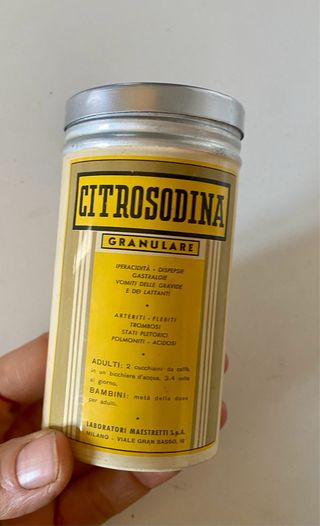 CITROSODINA
GRANULARE
IPERACIDITÀ - DISPEPSIE
GASTRALGIE
VOMITI DELLE GRAVIDE
E DEI LATTANTI
ARTERITI - FLEBITI
TROMBOSI
STATI PLETORICI
POLMONITI - ACIDOSI
ADULTI: 2 cucchiaini da caffè,
in un bicchiere d'acqua, 3-4 volte
al giorno.
BAMBINI: metà della dose
per adulti.
LABORATORI MAESTRETTI S.p.A.
MILANO - VIALE GRAN SASSO, 18